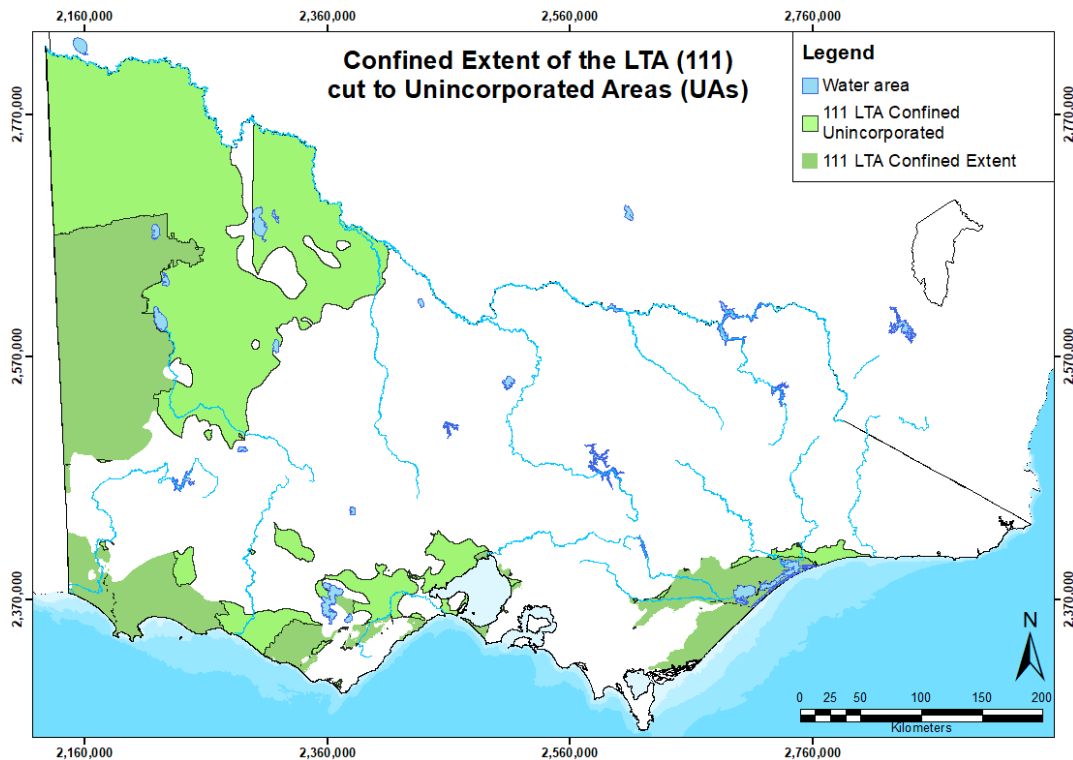 2,160,000 2,360,000 2,560,000 2,760,000
Confined Extent of the LTA (111)
cut to Unincorporated Areas (UAs)
Legend
Water area
111 LTA Confined
Unincorporated
111 LTA Confined Extent
2,770,000 2,770,000
2,570,000 2,570,000
2,370,000 2,370,000
N
0 25 50 100 150 200
Kilometers
2,160,000 2,360,000 2,560,000 2,760,000